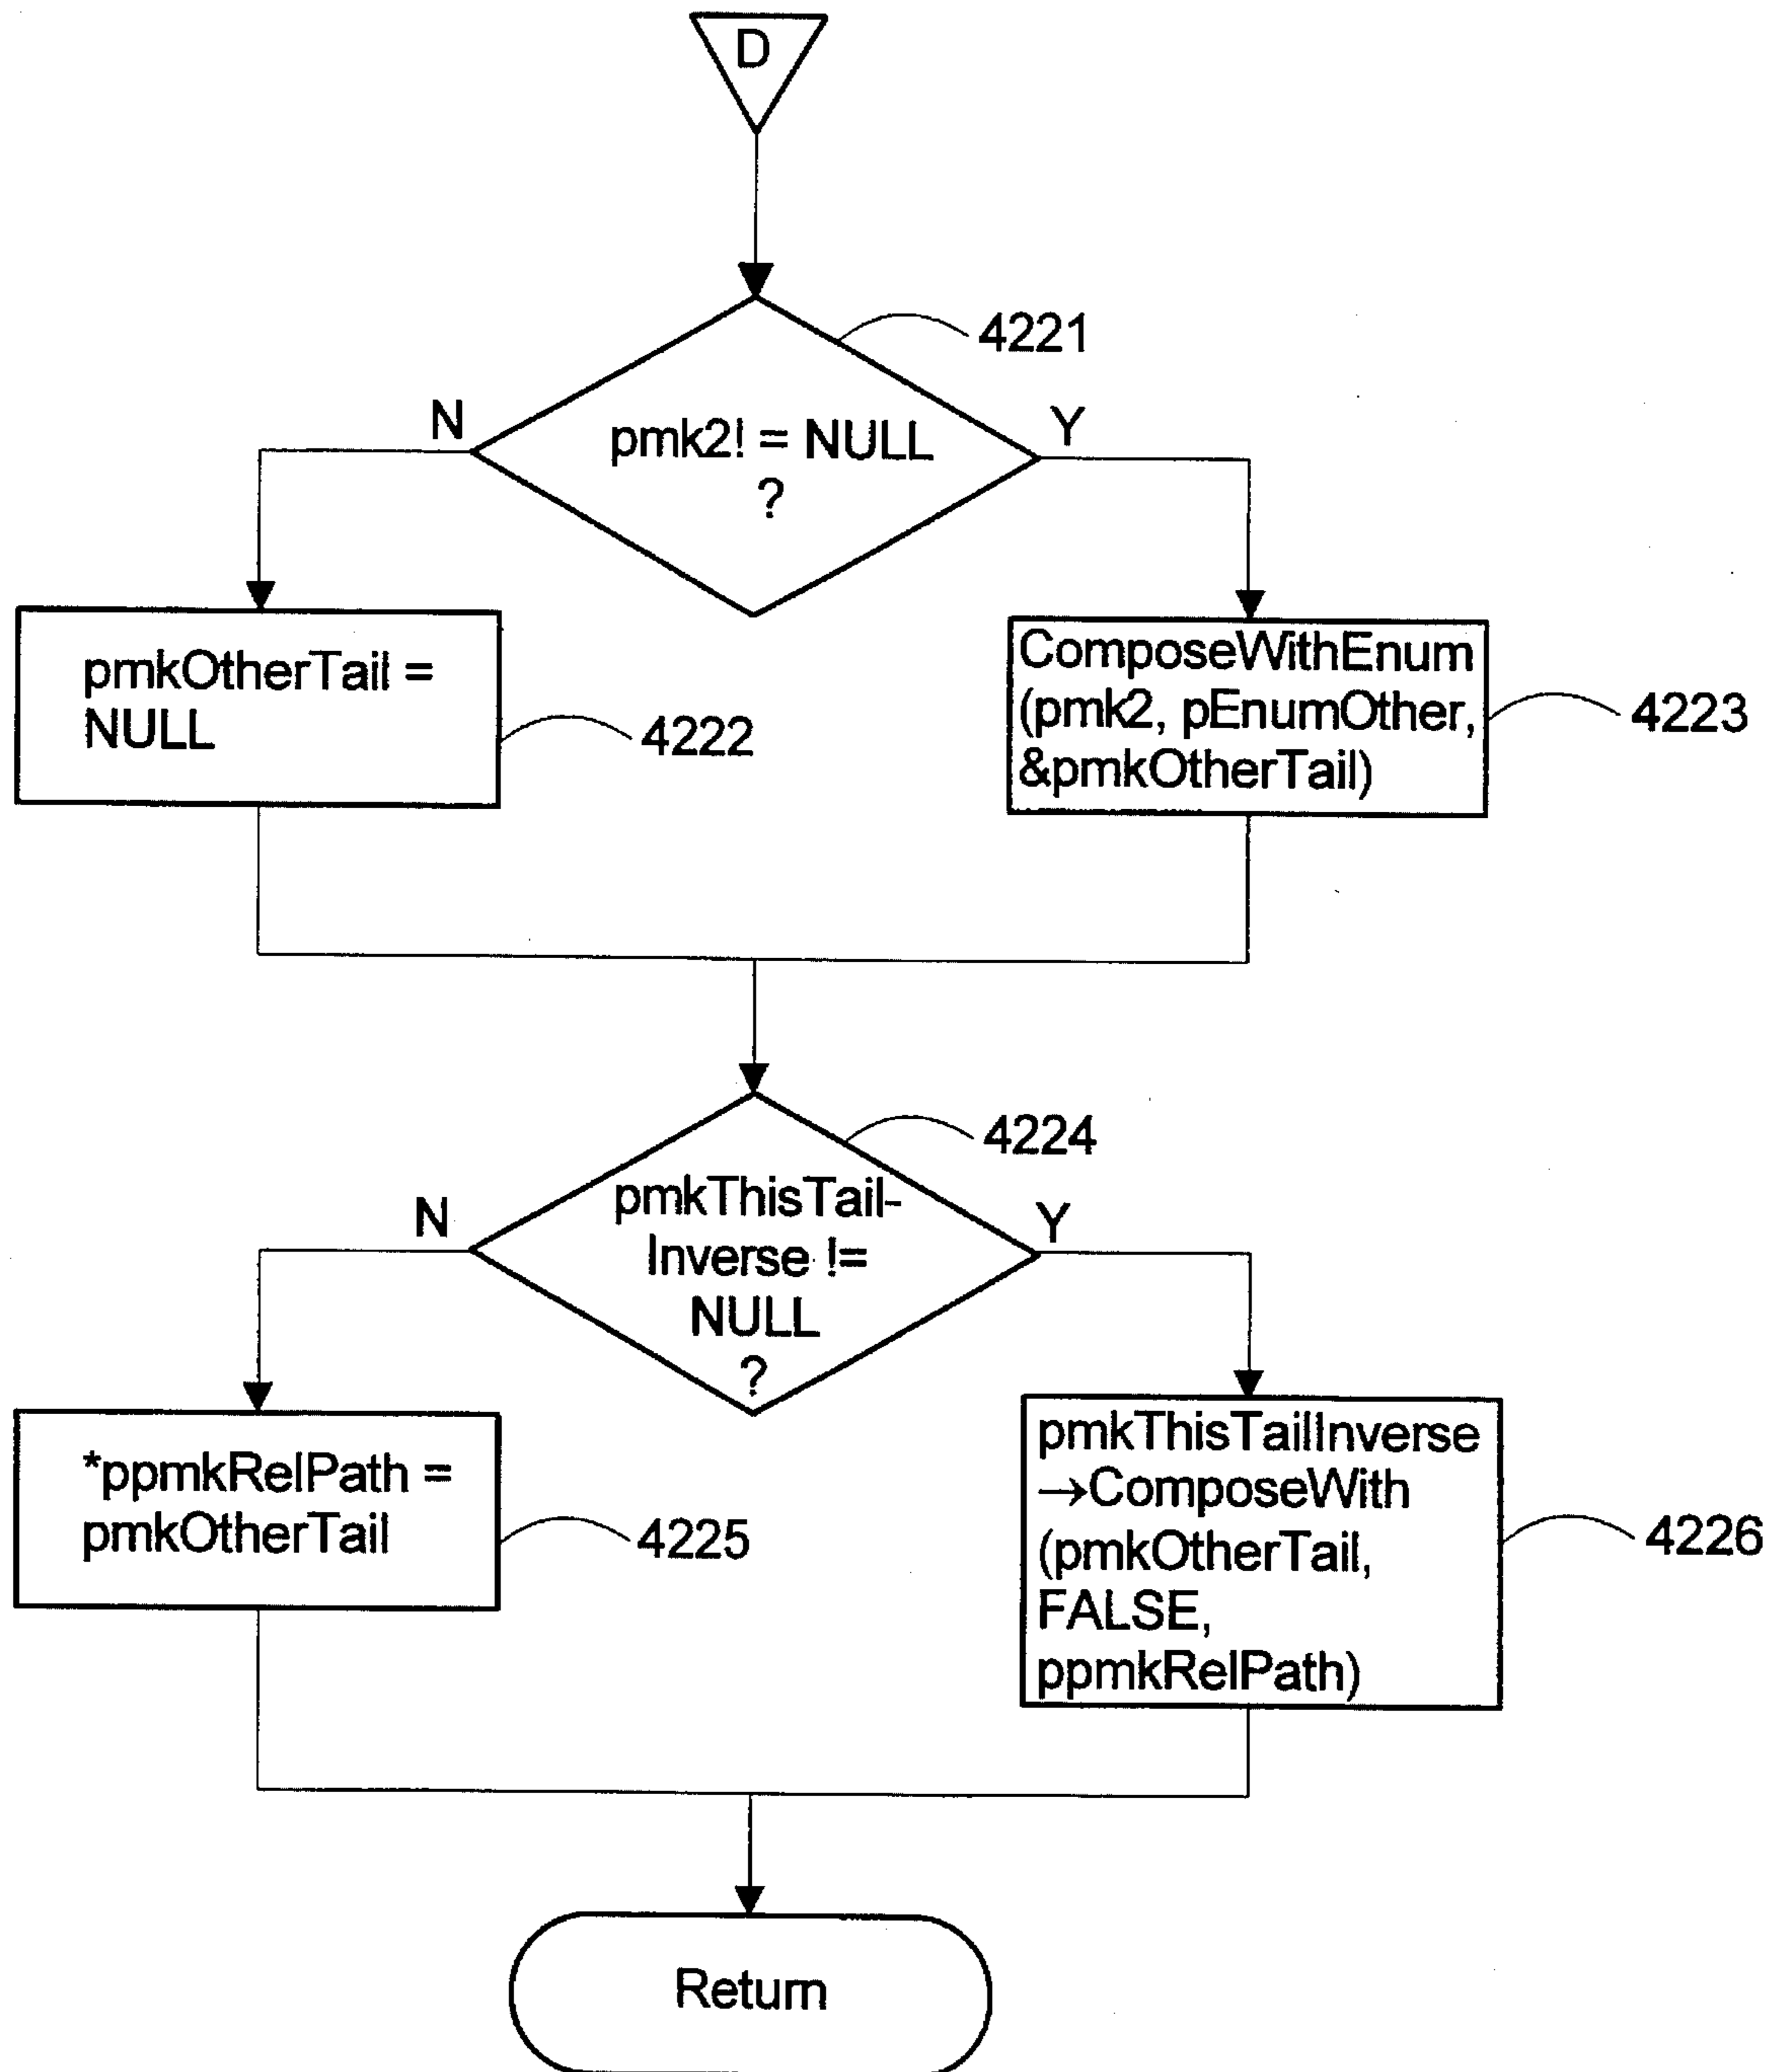 D
4221
N
Y
pmk2! = NULL
?
pmkOtherTail =
NULL
4222
ComposeWithEnum
(pmk2, pEnumOther,
&pmkOtherTail)
4223
4224
N
Y
pmkThisTail-
Inverse !=
NULL
?
*ppmkRelPath =
pmkOtherTail
4225
pmkThisTailInverse
→ComposeWith
(pmkOtherTail,
FALSE,
ppmkRelPath)
4226
Return